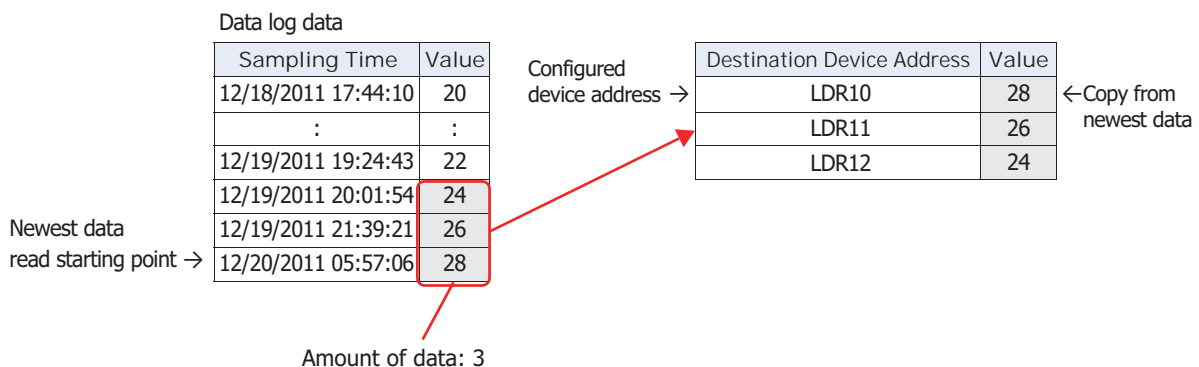 Data log data
Sampling Time Value
12/18/2011 17:44:10 20
: :
12/19/2011 19:24:43 22
12/19/2011 20:01:54 24
12/19/2011 21:39:21 26
12/20/2011 05:57:06 28
Newest data
read starting point →
Amount of data: 3
Configured
device address →
Destination Device Address Value
LDR10 28
LDR11 26
LDR12 24
←Copy from
newest data